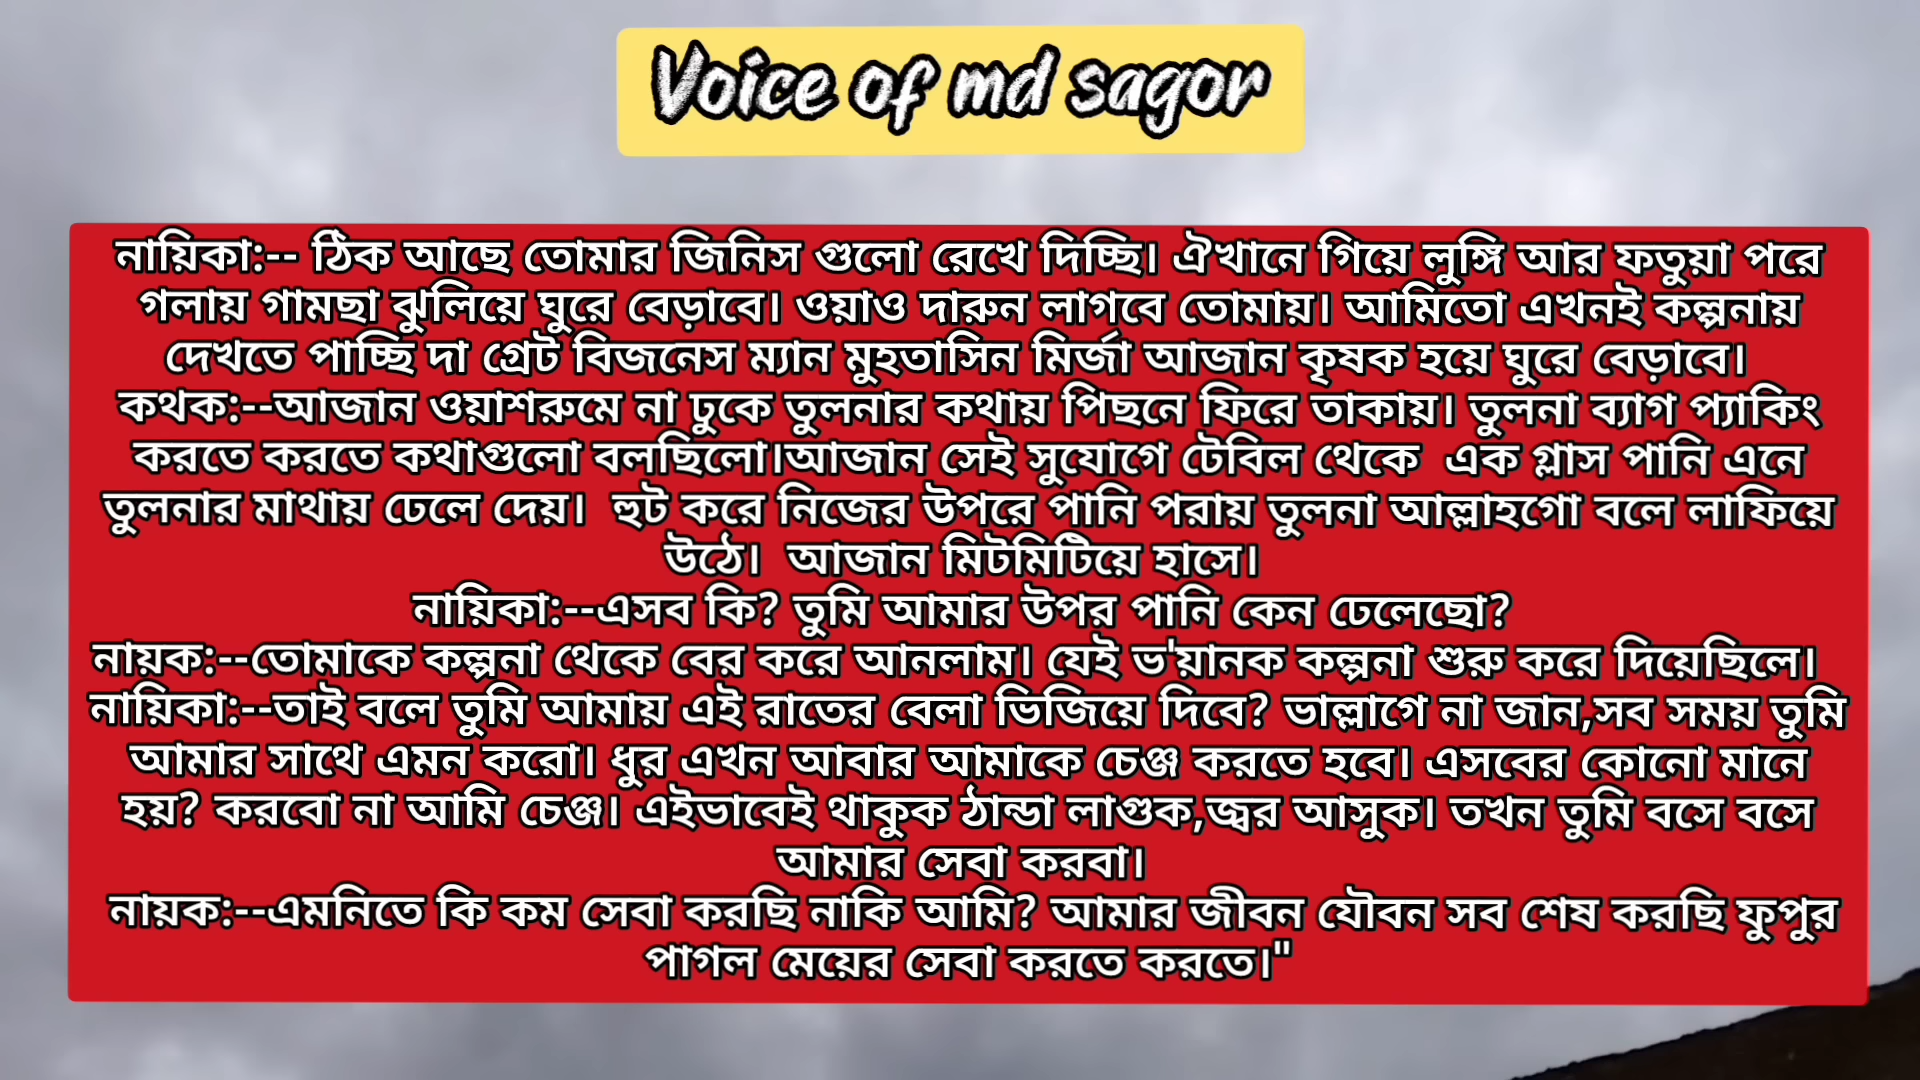 Voice of md sagor
নায়িকা:-- ঠিক আছে তোমার জিনিস গুলো রেখে দিচ্ছি। ঐখানে গিয়ে লুঙ্গি আর ফতুয়া পরে
গলায় গামছা ঝুলিয়ে ঘুরে বেড়াবে। ওয়াও দারুন লাগবে তোমায়। আমিতো এখনই কল্পনায়
দেখতে পাচ্ছি দা গ্রেট বিজনেস ম্যান মুহতাসিন মির্জা আজান কৃষক হয়ে ঘুরে বেড়াবে।
কথক:--আজান ওয়াশরুমে না ঢুকে তুলনার কথায় পিছনে ফিরে তাকায়। তুলনা ব্যাগ প্যাকিং
করতে করতে কথাগুলো বলছিলো।আজান সেই সুযোগে টেবিল থেকে  এক গ্লাস পানি এনে
তুলনার মাথায় ঢেলে দেয়।  হুট করে নিজের উপরে পানি পরায় তুলনা আল্লাহগো বলে লাফিয়ে
উঠে।  আজান মিটমিটিয়ে হাসে।
নায়িকা:--এসব কি? তুমি আমার উপর পানি কেন ঢেলেছো?
নায়ক:--তোমাকে কল্পনা থেকে বের করে আনলাম। যেই ভ'য়ানক কল্পনা শুরু করে দিয়েছিলে।
নায়িকা:--তাই বলে তুমি আমায় এই রাতের বেলা ভিজিয়ে দিবে? ভাল্লাগে না জান,সব সময় তুমি
আমার সাথে এমন করো। ধুর এখন আবার আমাকে চেঞ্জ করতে হবে। এসবের কোনো মানে
হয়? করবো না আমি চেঞ্জ। এইভাবেই থাকুক ঠান্ডা লাগুক,জ্বর আসুক। তখন তুমি বসে বসে
আমার সেবা করবা।
নায়ক:--এমনিতে কি কম সেবা করছি নাকি আমি? আমার জীবন যৌবন সব শেষ করছি ফুপুর
পাগল মেয়ের সেবা করতে করতে।"